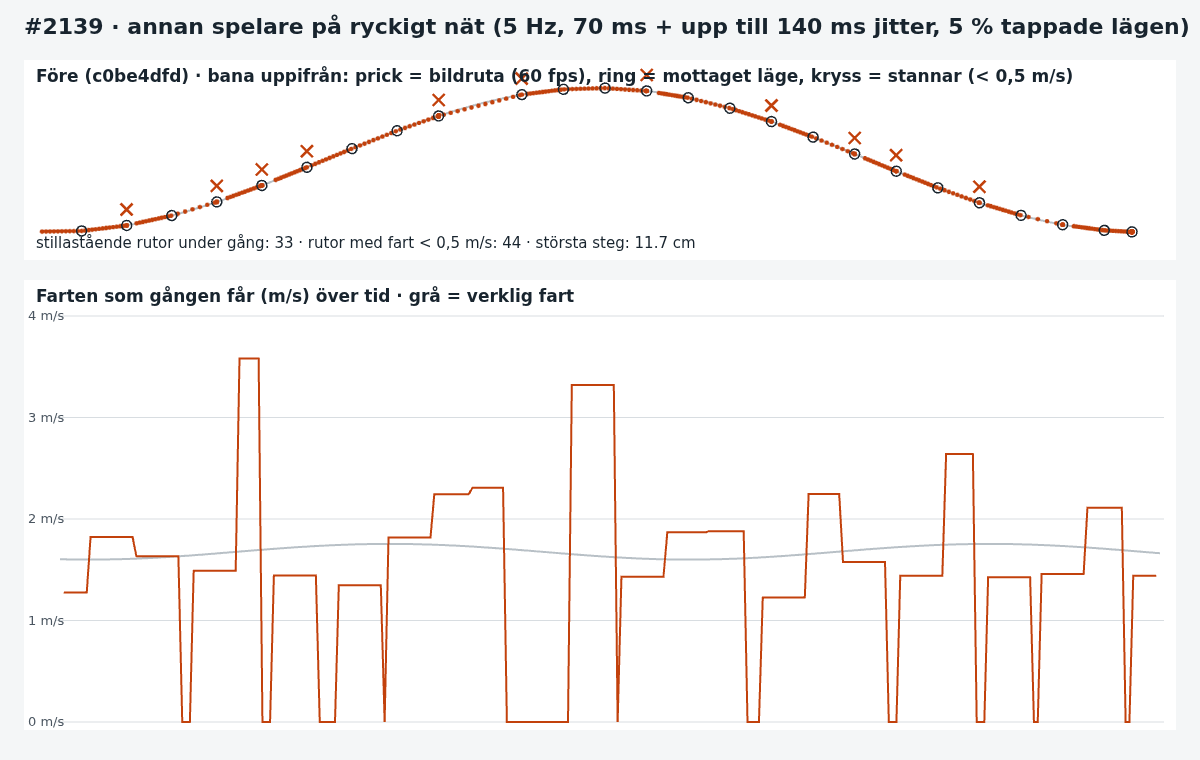 #2139 · annan spelare på ryckigt nät (5 Hz, 70 ms + upp till 140 ms jitter, 5 % tappade lägen)
Före (c0be4dfd) · bana uppifrån: prick = bildruta (60 fps), ring = mottaget läge, kryss = stannar (< 0,5 m/s)
stillastående rutor under gång: 33 · rutor med fart < 0,5 m/s: 44 · största steg: 11.7 cm
Farten som gången får (m/s) över tid · grå = verklig fart
4 m/s
3 m/s
2 m/s
1 m/s
0 m/s